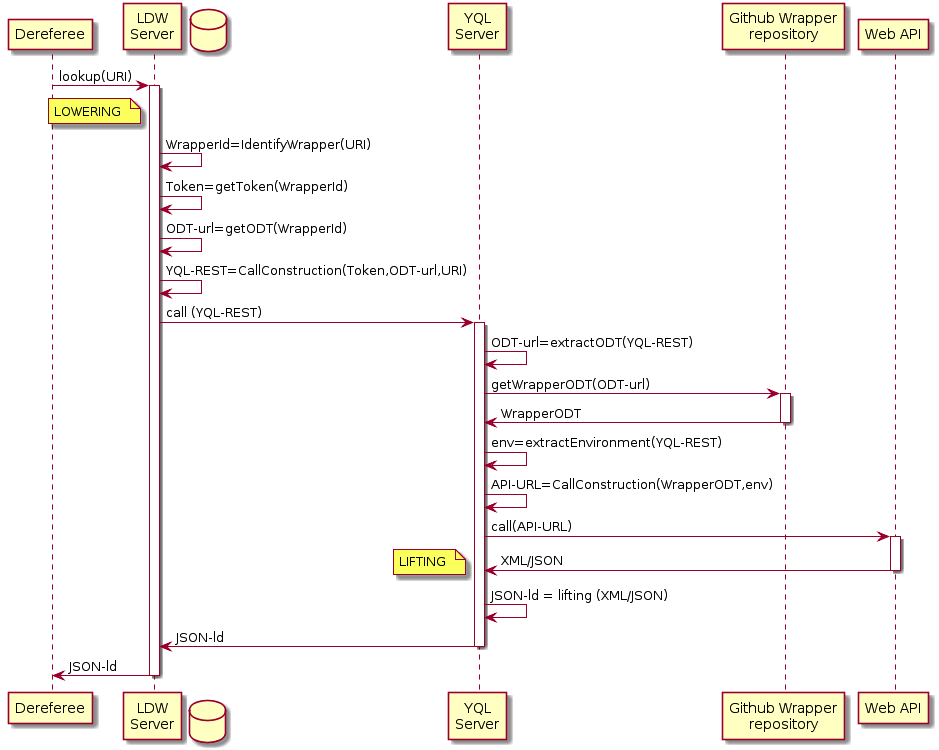 Dereferee
LDW
Server
YQL
Server
Github Wrapper
repository
Web API
lookup(URI)
LOWERING
WrapperId=IdentifyWrapper(URI)
Token=getToken(WrapperId)
ODT-url=getODT(WrapperId)
YQL-REST=CallConstruction(Token,ODT-url,URI)
call (YQL-REST)
ODT-url=extractODT(YQL-REST)
getWrapperODT(ODT-url)
WrapperODT
env=extractEnvironment(YQL-REST)
API-URL=CallConstruction(WrapperODT,env)
call(API-URL)
LIFTING
XML/JSON
JSON-ld = lifting (XML/JSON)
JSON-ld
JSON-ld
Dereferee
LDW
Server
YQL
Server
Github Wrapper
repository
Web API